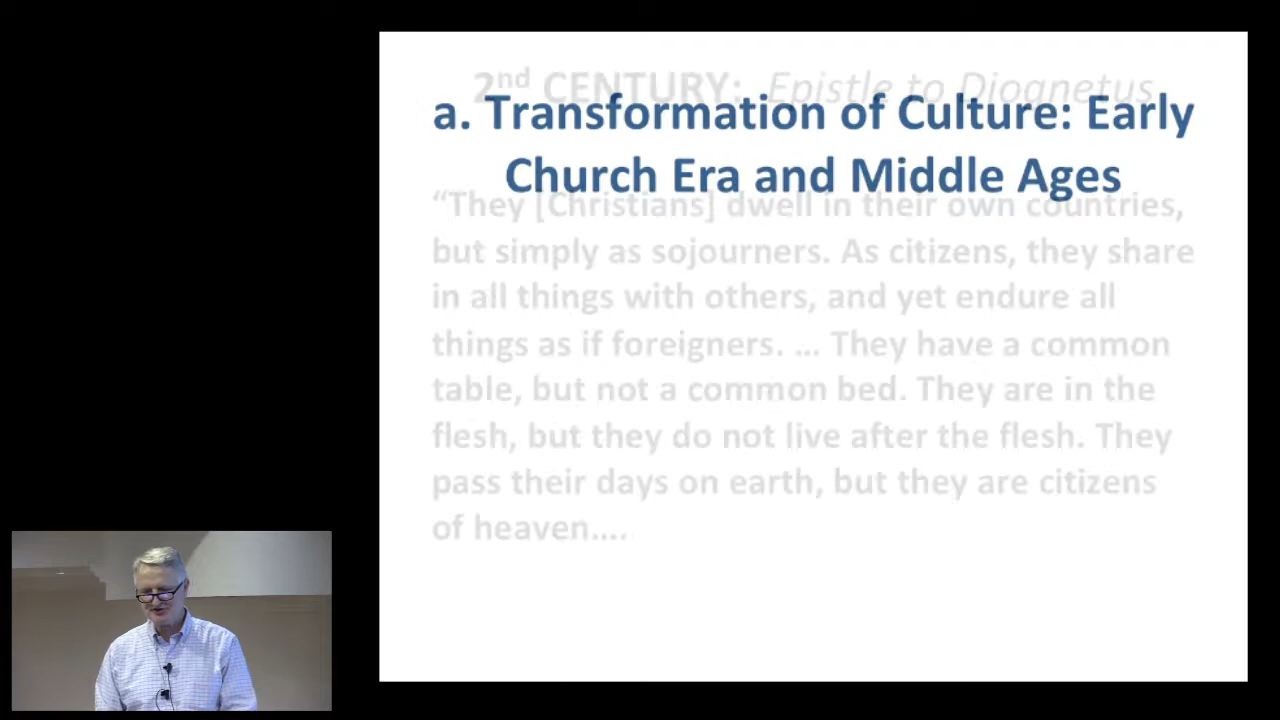 2nd CENTURY: Epistle to Diognetus
a. Transformation of Culture: Early
Church Era and Middle Ages
“They [Christians] dwell in their own countries,
but simply as sojourners. As citizens, they share
in all things with others, and yet endure all
things as if foreigners. … They have a common
table, but not a common bed. They are in the
flesh, but they do not live after the flesh. They
pass their days on earth, but they are citizens
of heaven….